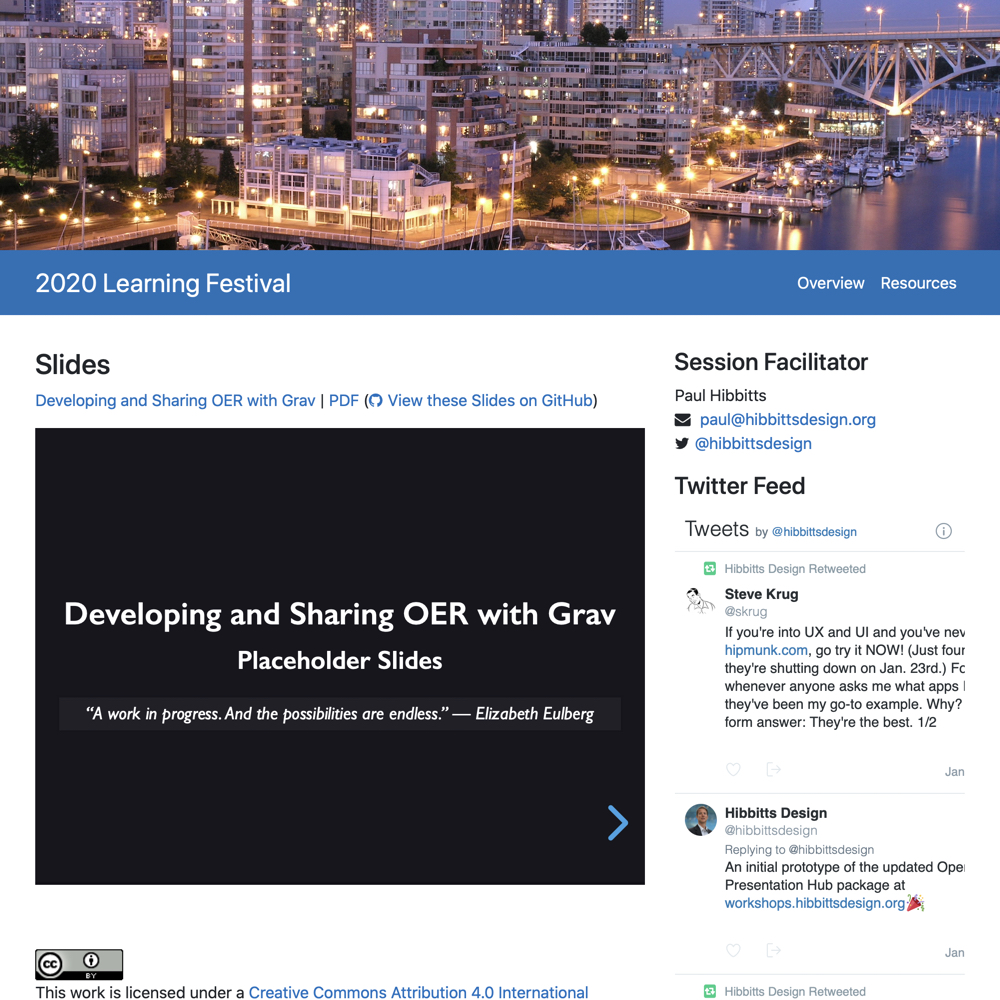 2020 Learning Festival
Overview Resources
Slides
Developing and Sharing OER with Grav | PDF ( View these Slides on GitHub)
Developing and Sharing OER with Grav
Placeholder Slides
“A work in progress. And the possibilities are endless.” — Elizabeth Eulberg
cc BY
This work is licensed under a Creative Commons Attribution 4.0 International
Session Facilitator
Paul Hibbitts
paul@hibbittsdesign.org
@hibbittsdesign
Twitter Feed
Tweets by @hibbittsdesign
Hibbitts Design Retweeted
Steve Krug
@skrug
If you're into UX and UI and you've nev
hipmunk.com, go try it NOW! (Just four
they're shutting down on Jan. 23rd.) Fo
whenever anyone asks me what apps
they've been my go-to example. Why?
form answer: They're the best. 1/2
Jan
Hibbitts Design
@hibbittsdesign
Replying to @hibbittsdesign
An initial prototype of the updated Ope
Presentation Hub package at
workshops.hibbittsdesign.org🎉
Jan
Hibbitts Design Retweeted